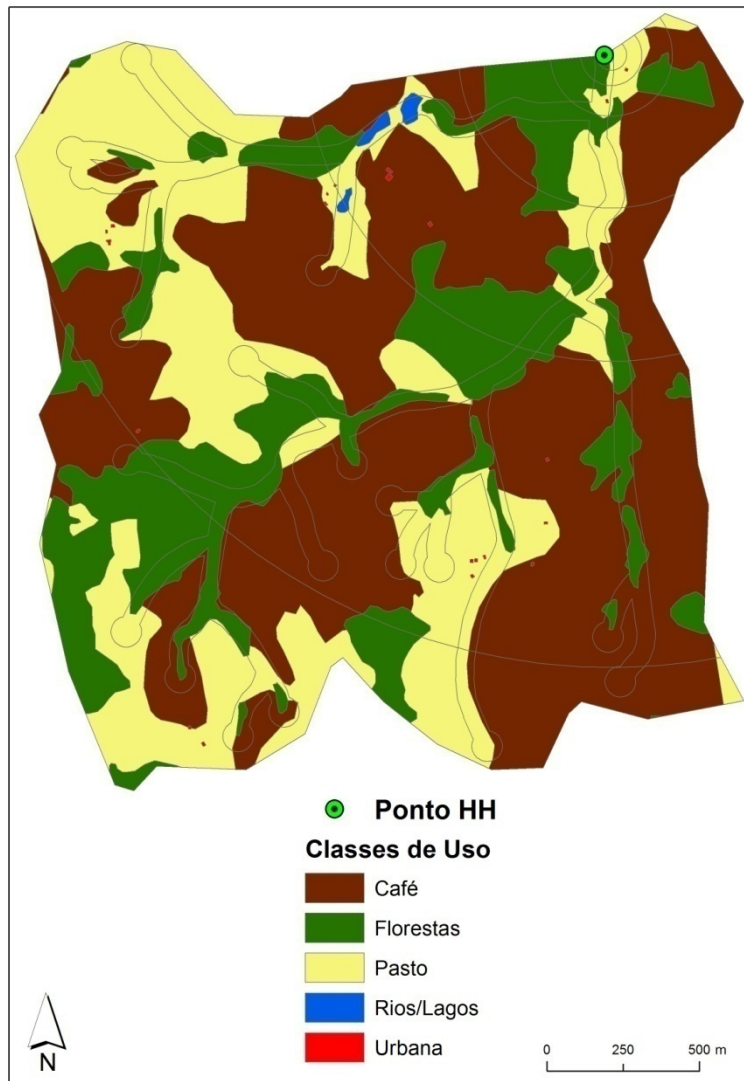 Ponto HH
Classes de Uso
Café
Florestas
Pasto
Rios/Lagos
Urbana
N
0 250 500 m